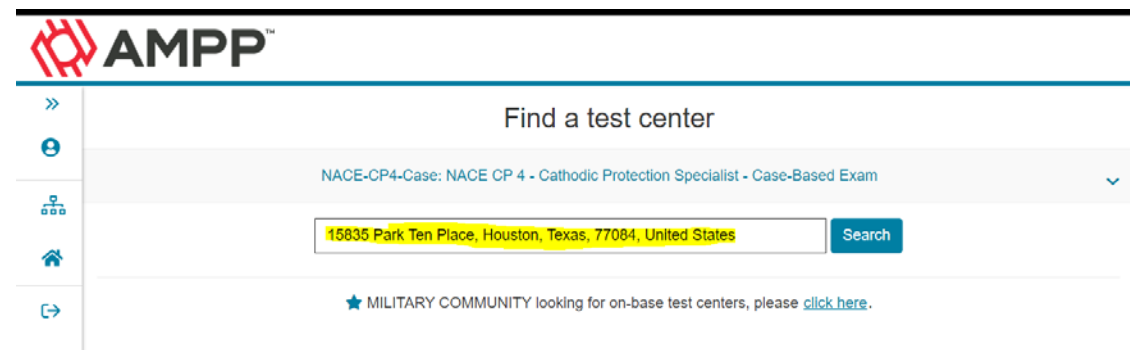 AMPP™
Find a test center
NACE-CP4-Case: NACE CP 4 - Cathodic Protection Specialist - Case-Based Exam
15835 Park Ten Place, Houston, Texas, 77084, United States
Search
MILITARY COMMUNITY looking for on-base test centers, please click here.